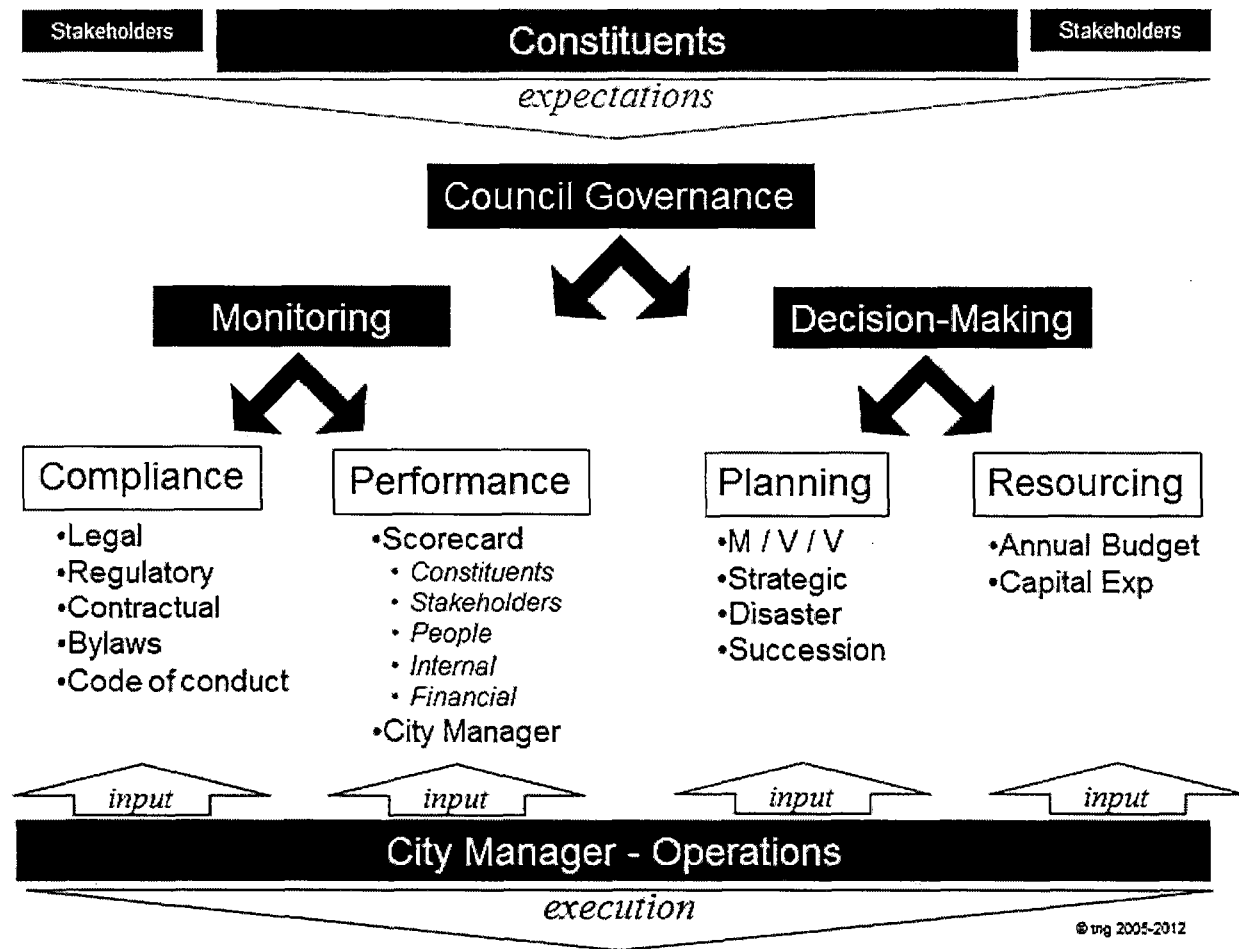 Stakeholders
Constituents
Stakeholders
expectations
Council Governance
Monitoring
Decision-Making
Compliance
•Legal
•Regulatory
•Contractual
•Bylaws
•Code of conduct
Performance
•Scorecard
• Constituents
• Stakeholders
• People
• Internal
• Financial
•City Manager
Planning
•M / V / V
•Strategic
•Disaster
•Succession
Resourcing
•Annual Budget
•Capital Exp
input
input
input
input
City Manager - Operations
execution
© tng 2005-2012